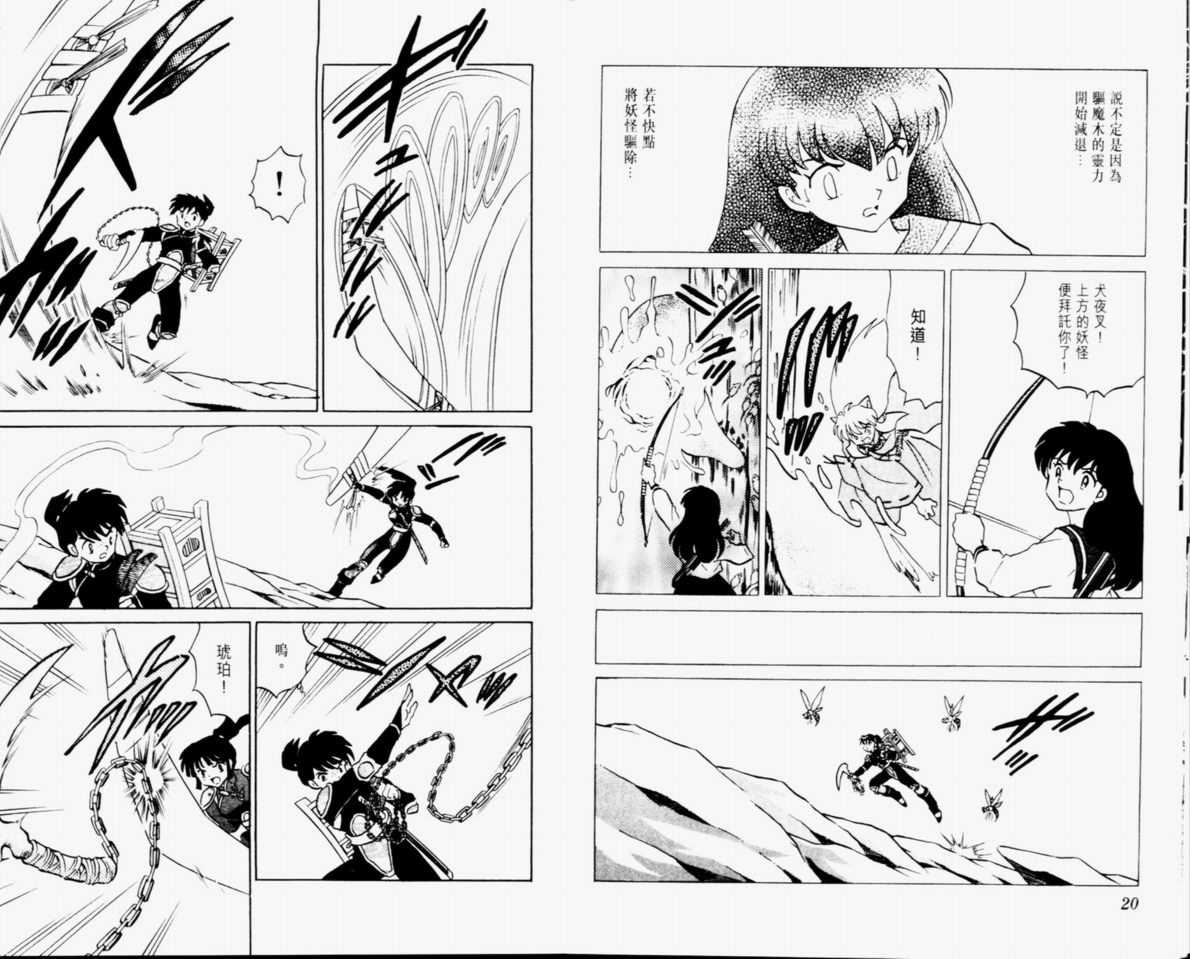 說不定是因為
驅魔木的靈力
開始減退…
若不快點
將妖怪驅除…
犬夜叉！
上方的妖怪
便拜託你了！
知道！
20
！
嗚。
琥珀！